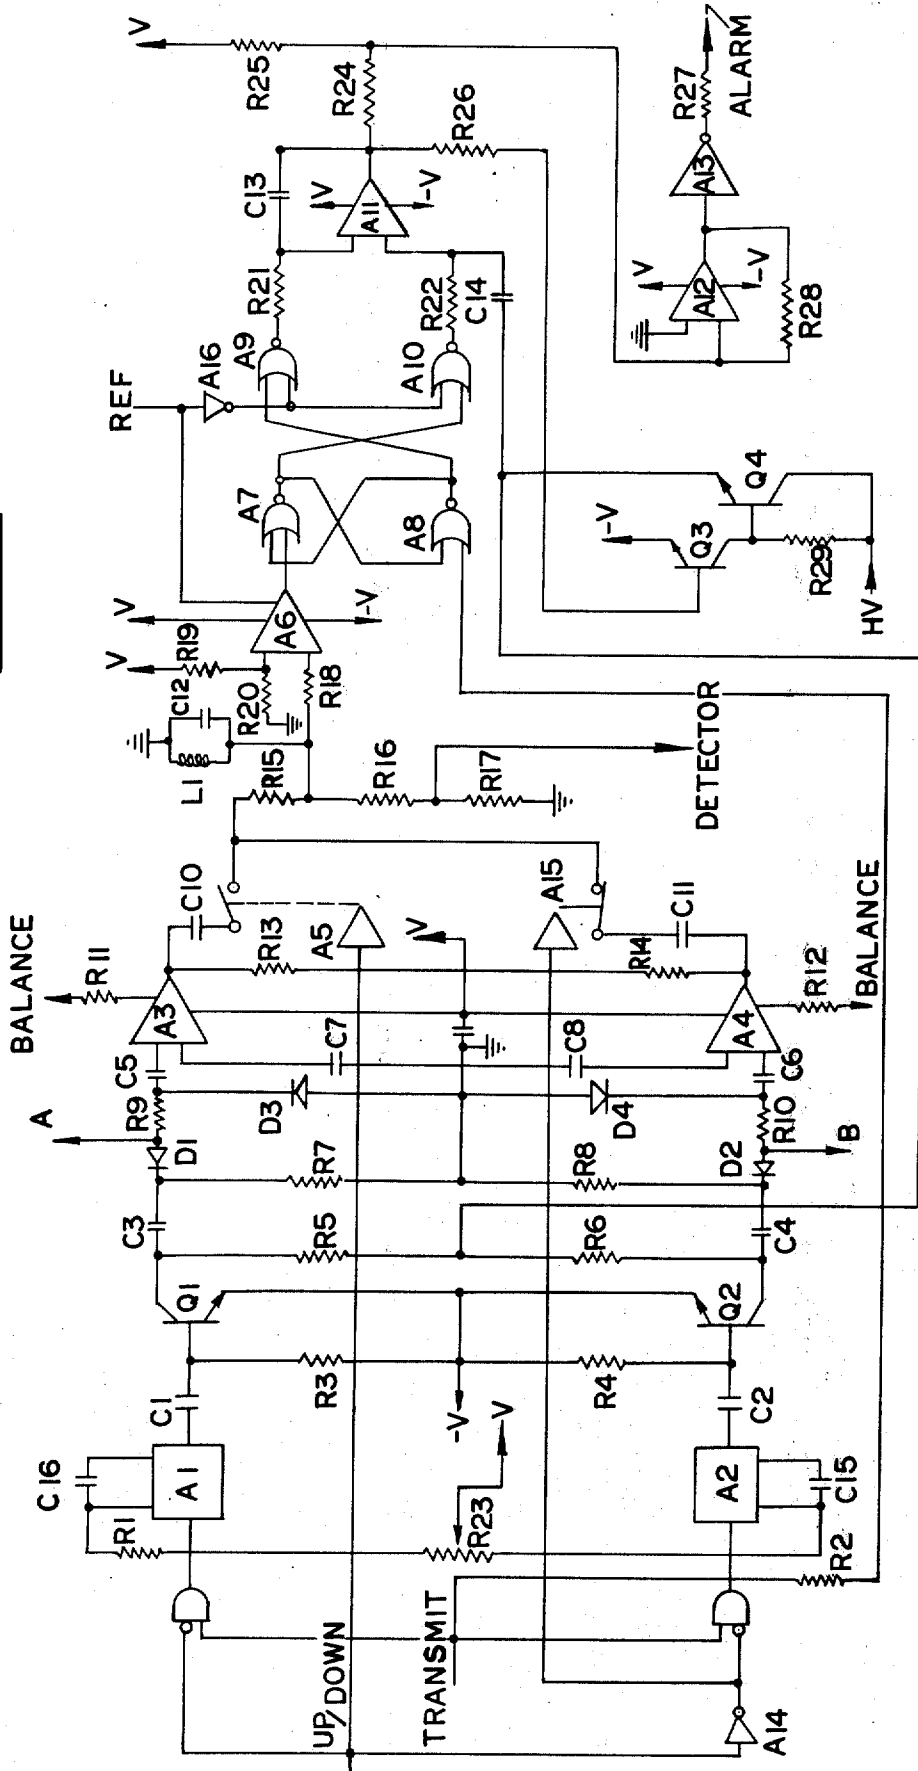 V
R25
R24
R26
C13
V
A11
-V
R27
ALARM
A13
V
A12
-V
R28
R21
R22
C14
A9
A10
A16
REF
A7
A8
Q4
-V
Q3
R29
HV
V
V
R19
A6
-V
C12
R20
R18
L1
R15
R16
R17
DETECTOR
BALANCE
R11
C10
R13
A5
V
A15
C11
R14
R12
BALANCE
A3
A4
C5
C7
C8
C6
A
R9
D3
D4
R10
B
D1
R7
R8
D2
C3
R5
R6
C4
Q1
Q2
R3
R4
-V
C1
C2
-V
C16
A1
R23
A2
C15
R1
R2
UP/DOWN
TRANSMIT
A14